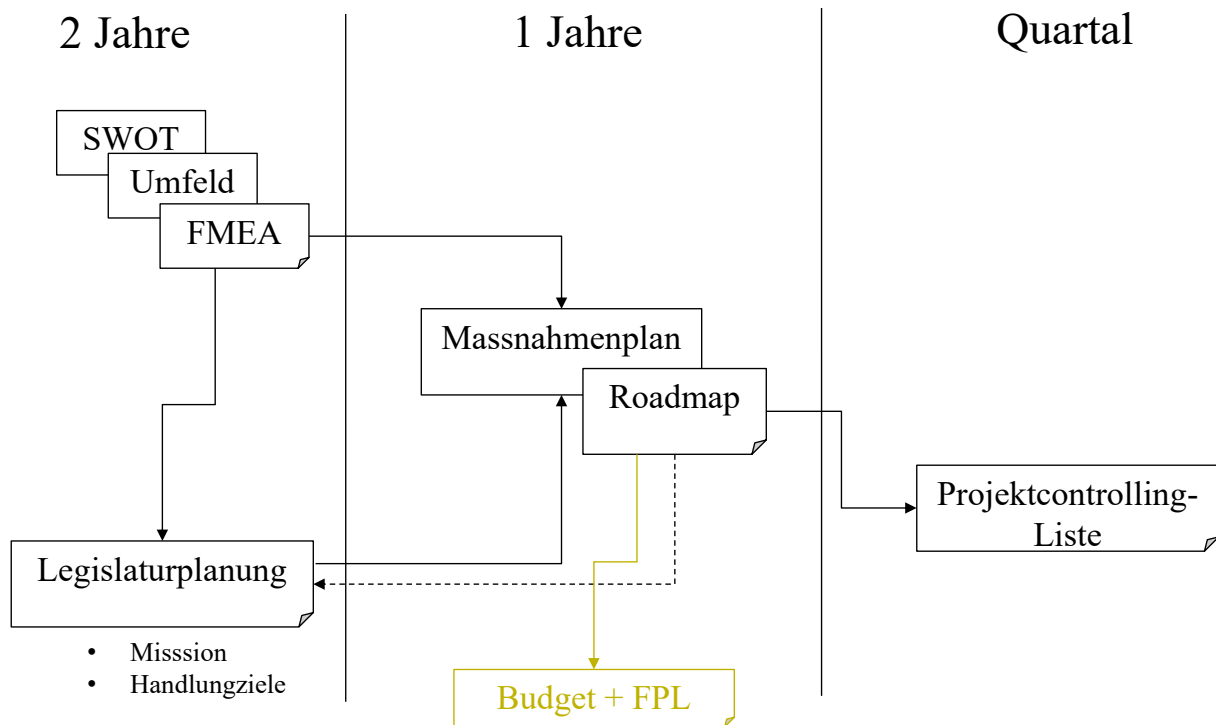 2 Jahre
1 Jahre
Quartal
SWOT
Umfeld
FMEA
Massnahmenplan
Roadmap
Projektcontrolling-
Liste
Legislaturplanung
• Misssion
• Handlungziele
Budget + FPL